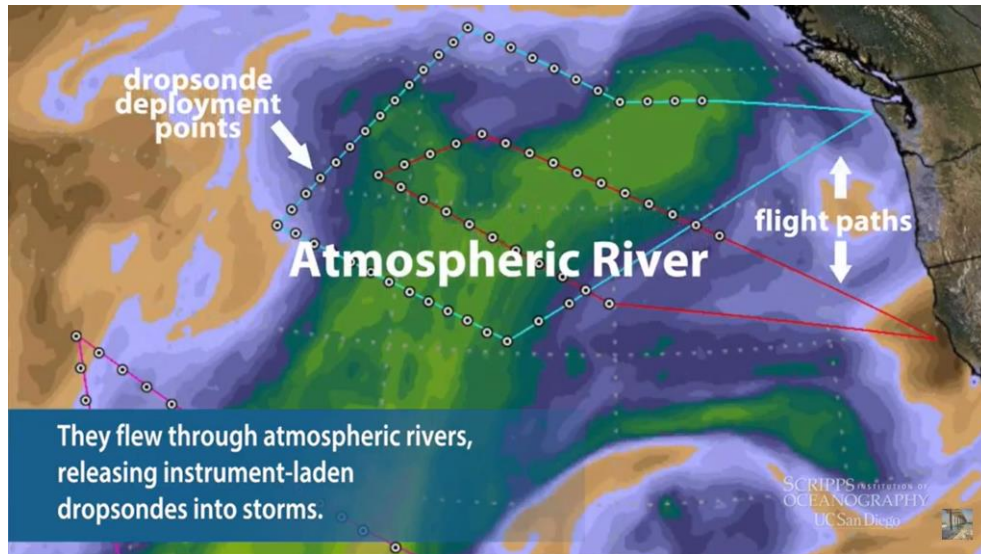 dropsonde
deployment
points
flight paths
Atmospheric River
They flew through atmospheric rivers,
releasing instrument-laden
dropsondes into storms.
SCRIPPS INSTITUTION OF
OCEANOGRAPHY
UC San Diego